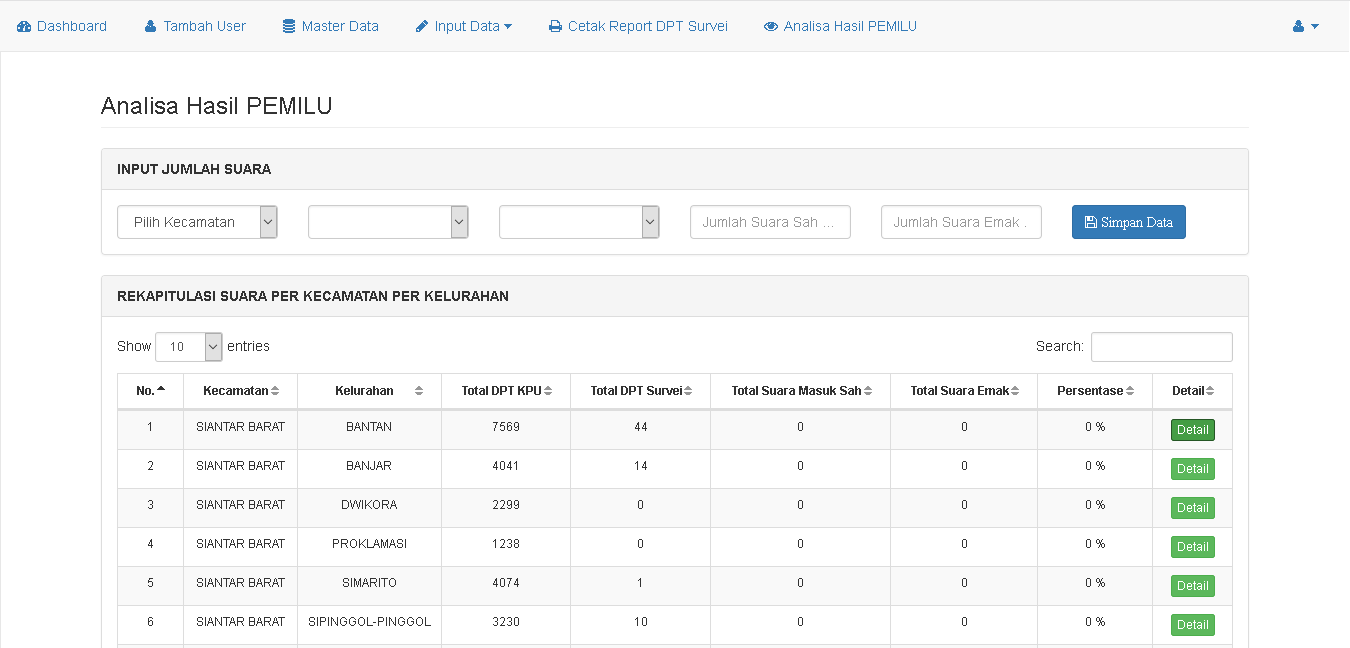 Dashboard Tambah User Master Data Input Data Cetak Report DPT Survei Analisa Hasil PEMILU
Analisa Hasil PEMILU
INPUT JUMLAH SUARA
Pilih Kecamatan Jumlah Suara Sah ... Jumlah Suara Emak . Simpan Data
REKAPITULASI SUARA PER KECAMATAN PER KELURAHAN
Show 10 entries Search:
No. Kecamatan Kelurahan Total DPT KPU Total DPT Survei Total Suara Masuk Sah Total Suara Emak Persentase Detail
1 SIANTAR BARAT BANTAN 7569 44 0 0 0 % Detail
2 SIANTAR BARAT BANJAR 4041 14 0 0 0 % Detail
3 SIANTAR BARAT DWIKORA 2299 0 0 0 0 % Detail
4 SIANTAR BARAT PROKLAMASI 1238 0 0 0 0 % Detail
5 SIANTAR BARAT SIMARITO 4074 1 0 0 0 % Detail
6 SIANTAR BARAT SIPINGGOL-PINGGOL 3230 10 0 0 0 % Detail